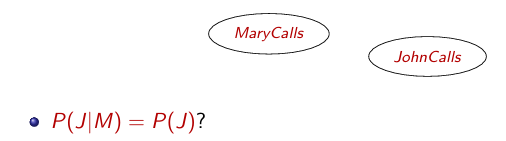 MaryCalls
JohnCalls
P(J|M) = P(J)?